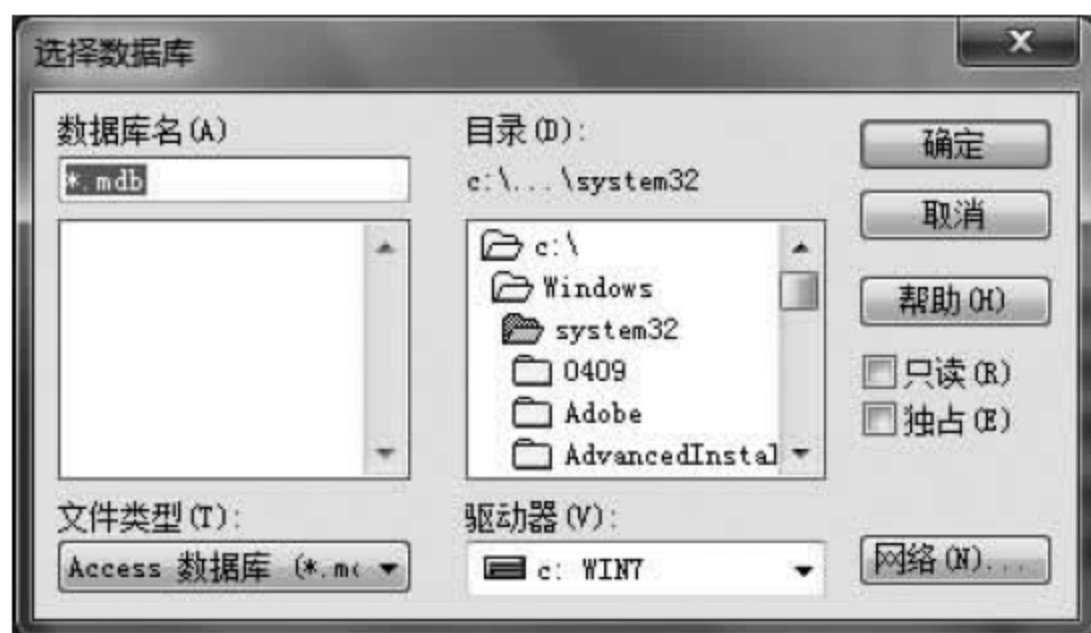 选择数据库
数据库名(A)
*.mdb
目录(D):
c:\...\system32
c:\
Windows
system32
0409
Adobe
AdvancedInstal
确定
取消
帮助(H)
只读(R)
独占(E)
文件类型(T):
Access 数据库 (*.m
驱动器(V):
c: WIN7
网络(N)...